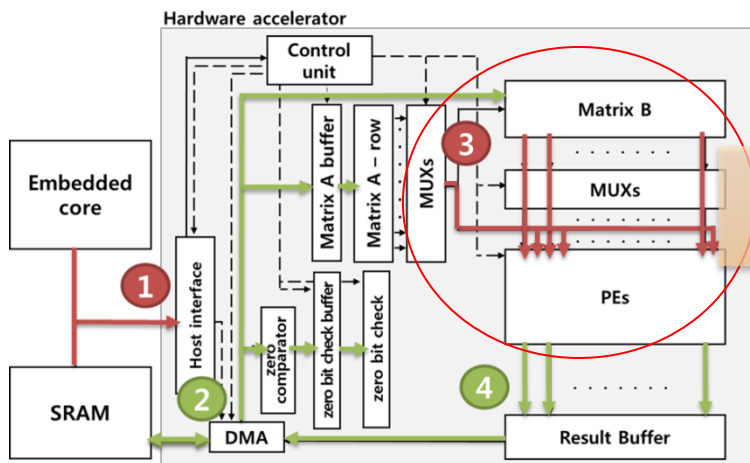 Hardware accelerator
Control
unit
Matrix B
3
Matrix A buffer
Matrix A – row
MUXs
MUXs
Embedded
core
1
Host interface
PEs
zero
comparator
zero bit check buffer
zero bit check
2
4
SRAM
DMA
Result Buffer